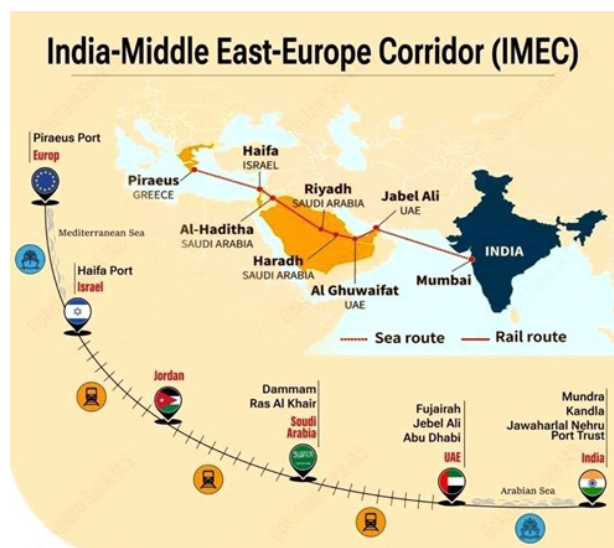 India-Middle East-Europe Corridor (IMEC)
Piraeus Port
Europ
Piraeus
GREECE
Haifa
ISRAEL
Riyadh
SAUDI ARABIA
Jabel Ali
UAE
Al-Haditha
SAUDI ARABIA
Haradh
SAUDI ARABIA
Al Ghuwaifat
UAE
INDIA
Mumbai
Sea route
Rail route
Mediterranean Sea
Haifa Port
Israel
Jordan
Dammam
Ras Al Khair
Saudi
Arabia
Fujairah
Jebel Ali
Abu Dhabi
UAE
Arabian Sea
Mundra
Kandla
Jawaharlal Nehru
Port Trust
India